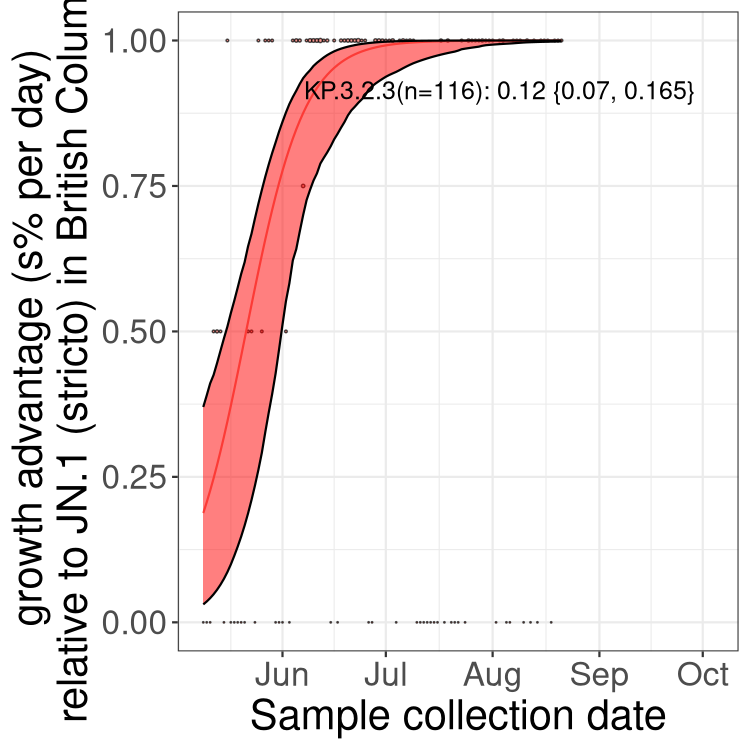 growth advantage (s% per day)
relative to JN.1 (stricto) in British Colum
1.00
0.75
0.50
0.25
0.00
KP.3.2.3(n=116): 0.12 {0.07, 0.165}
Jun Jul Aug Sep Oct
Sample collection date